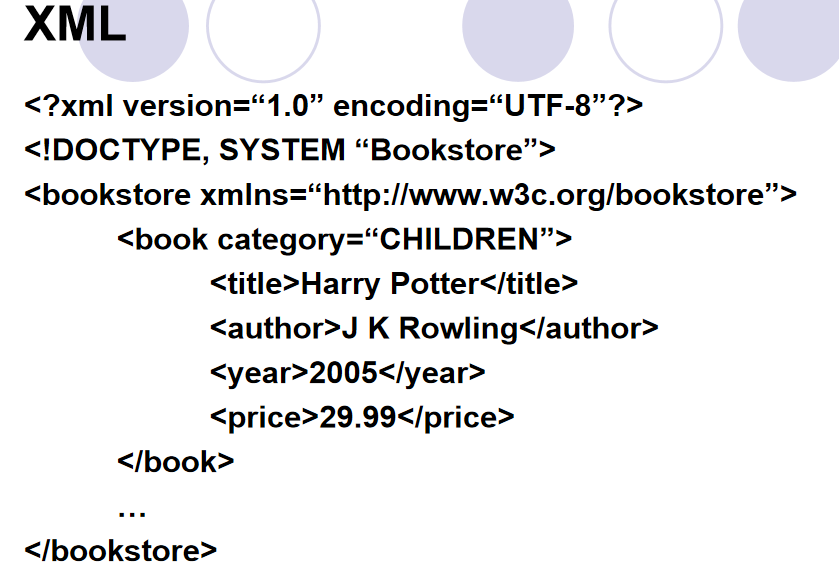 XML
<?xml version=“1.0” encoding=“UTF-8”?>
<!DOCTYPE, SYSTEM “Bookstore”>
<bookstore xmlns=“http://www.w3c.org/bookstore”>
<book category=“CHILDREN”>
<title>Harry Potter</title>
<author>J K Rowling</author>
<year>2005</year>
<price>29.99</price>
</book>
…
</bookstore>